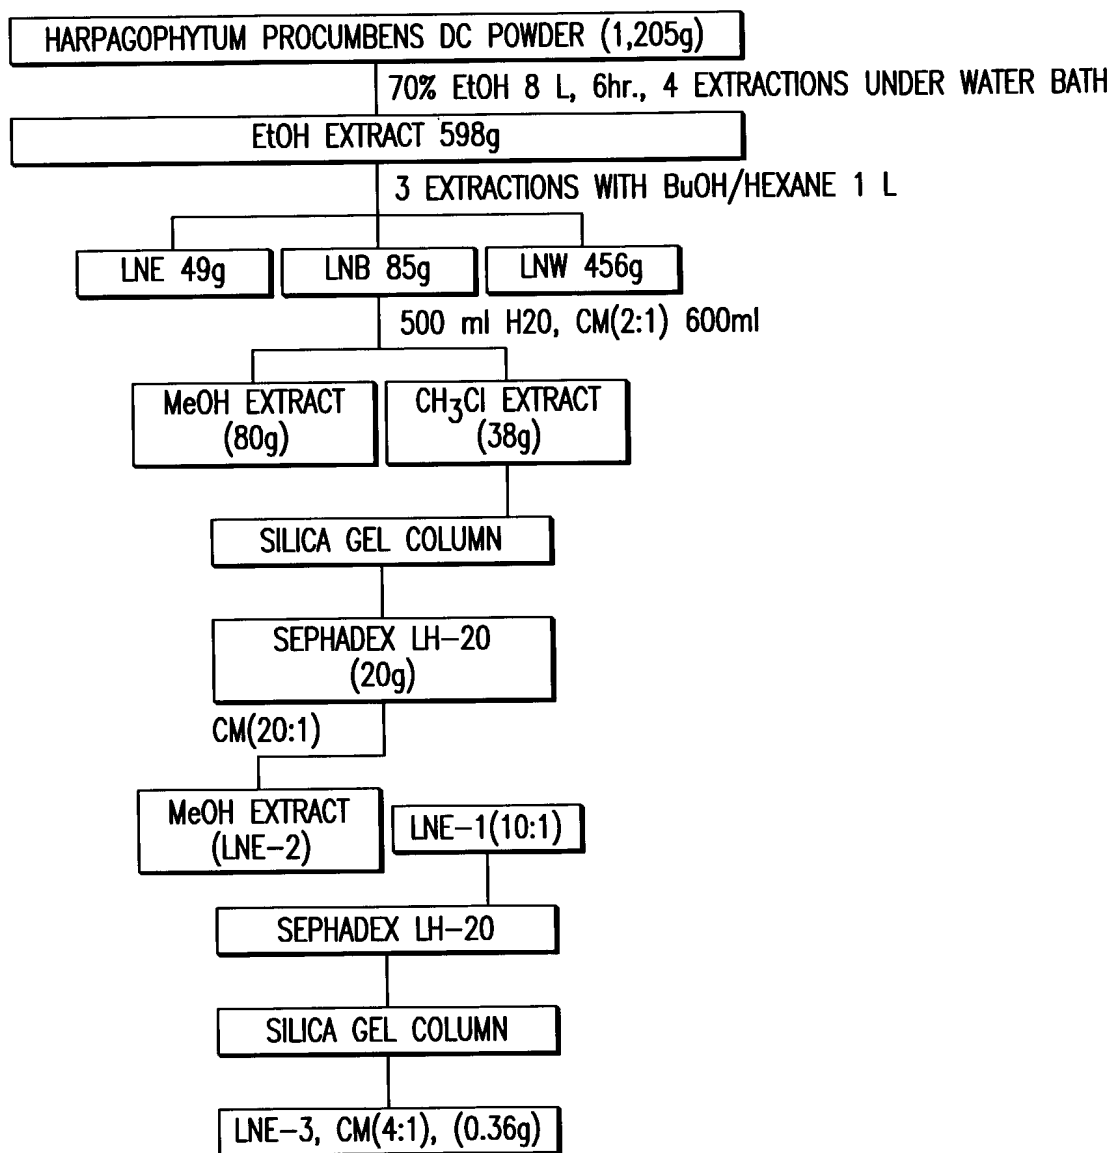 HARPAGOPHYTUM PROCUMBENS DC POWDER (1,205g)
70% EtOH 8 L, 6hr., 4 EXTRACTIONS UNDER WATER BATH
EtOH EXTRACT 598g
3 EXTRACTIONS WITH BuOH/HEXANE 1 L
LNE 49g
LNB 85g
LNW 456g
500 ml H20, CM(2:1) 600ml
MeOH EXTRACT
(80g)
CH3Cl EXTRACT
(38g)
SILICA GEL COLUMN
SEPHADEX LH-20
(20g)
CM(20:1)
MeOH EXTRACT
(LNE-2)
LNE-1(10:1)
SEPHADEX LH-20
SILICA GEL COLUMN
LNE-3, CM(4:1), (0.36g)